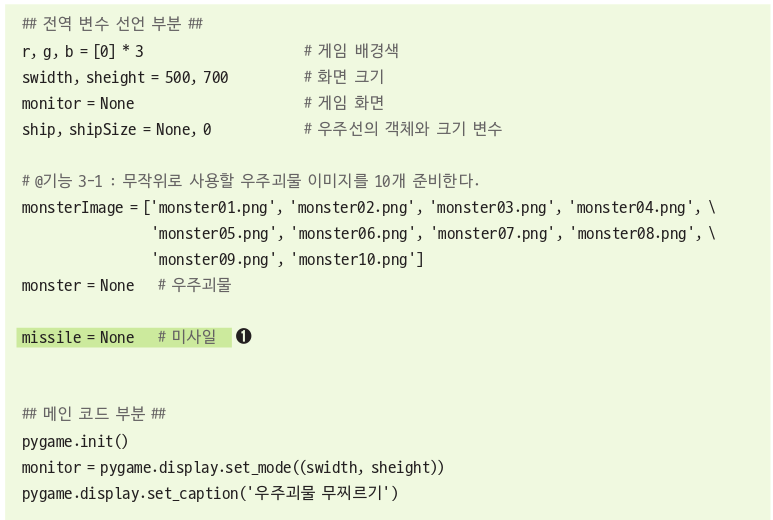 ## 전역 변수 선언 부분 ##
r, g, b = [0] * 3 # 게임 배경색
swidth, sheight = 500, 700 # 화면 크기
monitor = None # 게임 화면
ship, shipSize = None, 0 # 우주선의 객체와 크기 변수
# @기능 3-1 : 무작위로 사용할 우주괴물 이미지를 10개 준비한다.
monsterImage = ['monster01.png', 'monster02.png', 'monster03.png', 'monster04.png', \
'monster05.png', 'monster06.png', 'monster07.png', 'monster08.png', \
'monster09.png', 'monster10.png']
monster = None # 우주괴물
missile = None # 미사일 ❶
## 메인 코드 부분 ##
pygame.init()
monitor = pygame.display.set_mode((swidth, sheight))
pygame.display.set_caption('우주괴물 무찌르기')